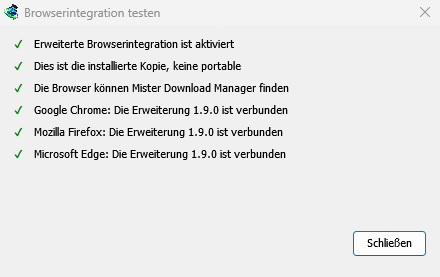 Browserintegration testen
Erweiterte Browserintegration ist aktiviert
Dies ist die installierte Kopie, keine portable
Die Browser können Mister Download Manager finden
Google Chrome: Die Erweiterung 1.9.0 ist verbunden
Mozilla Firefox: Die Erweiterung 1.9.0 ist verbunden
Microsoft Edge: Die Erweiterung 1.9.0 ist verbunden
Schließen